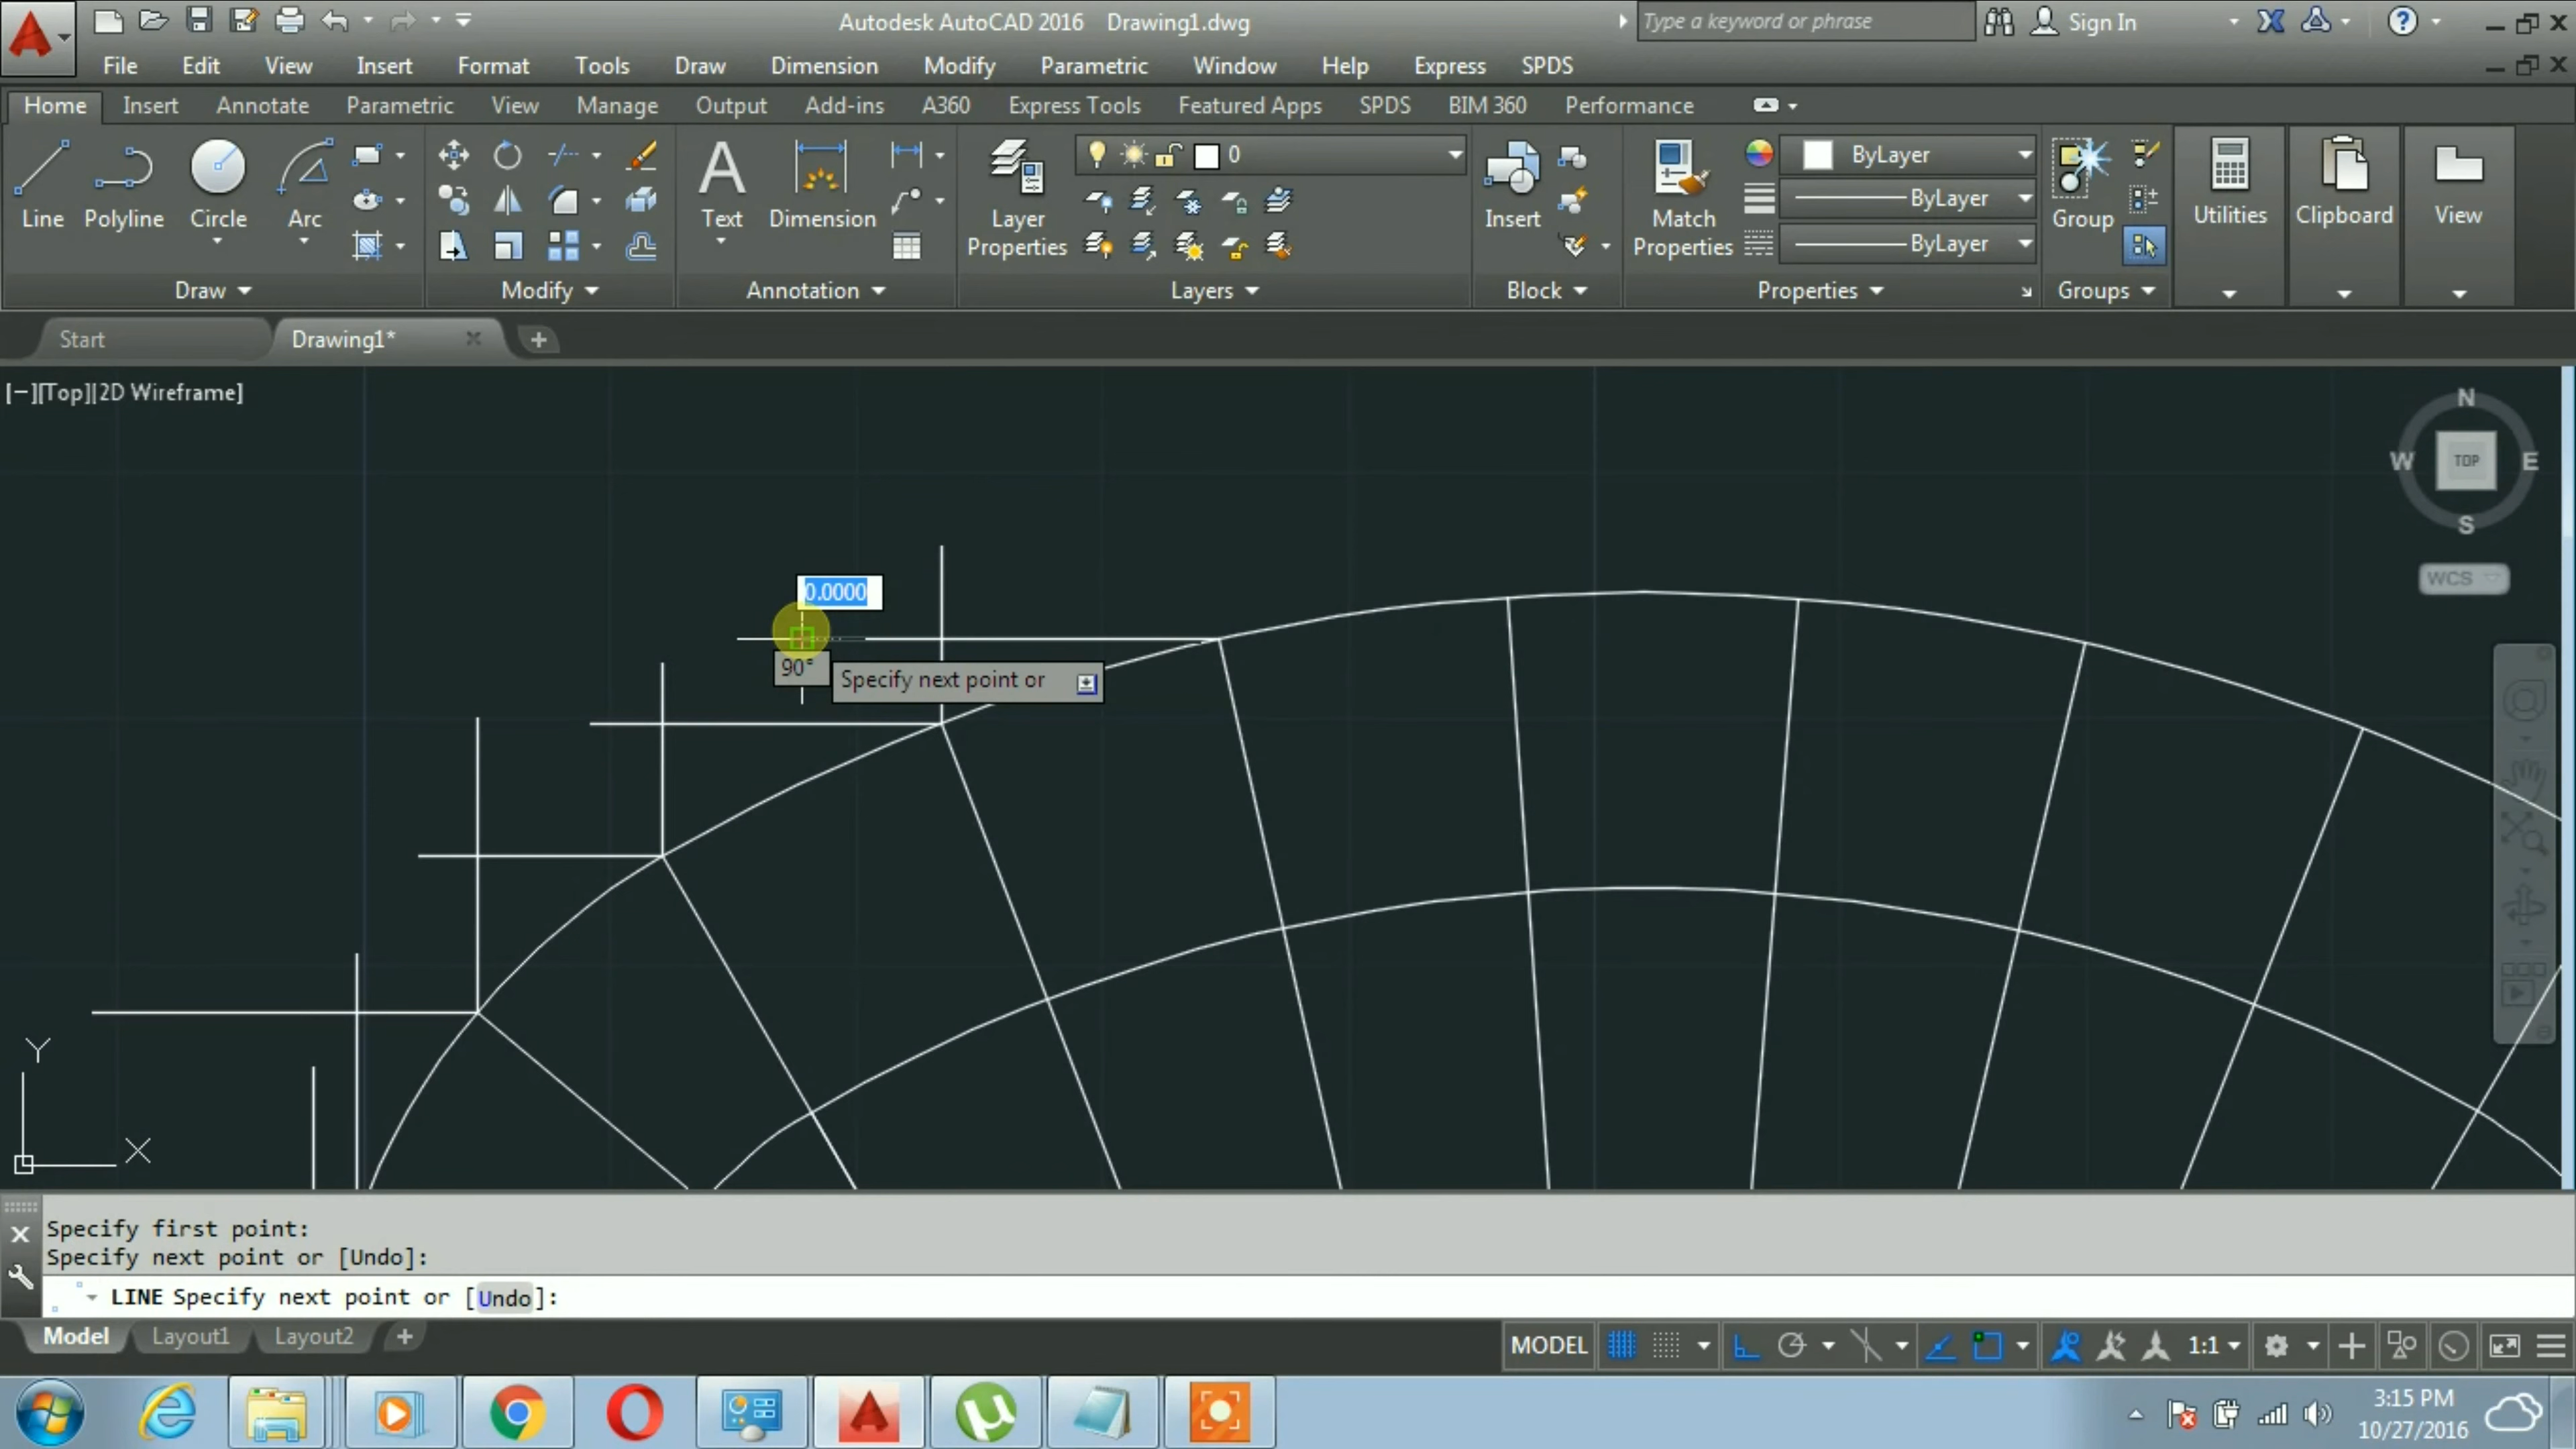 Autodesk AutoCAD 2016 Drawing1.dwg
Type a keyword or phrase
Sign In
File Edit View Insert Format Tools Draw Dimension Modify Parametric Window Help Express SPDS
Home Insert Annotate Parametric View Manage Output Add-ins A360 Express Tools Featured Apps SPDS BIM 360 Performance
0
ByLayer
ByLayer
ByLayer
Line Polyline Circle Arc
Text Dimension
Layer Properties
Insert
Match Properties
Group
Utilities Clipboard View
Draw Modify Annotation Layers Block Properties Groups
Start Drawing1*
[−][Top][2D Wireframe]
N
W TOP E
S
WCS
0.0000
90°
Specify next point or
Y
X
Specify first point:
Specify next point or [Undo]:
LINE Specify next point or [Undo]:
Model Layout1 Layout2
MODEL
1:1
3:15 PM
10/27/2016